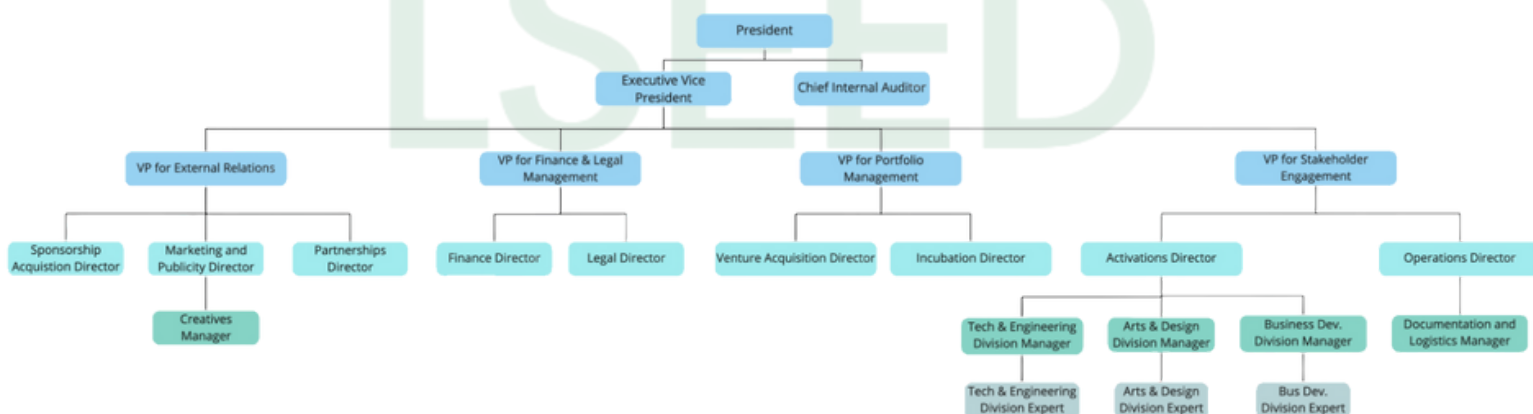 LSEED
President
Executive Vice
President
Chief Internal Auditor
VP for External Relations
VP for Finance & Legal
Management
VP for Portfolio
Management
VP for Stakeholder
Engagement
Sponsorship
Acquistion Director
Marketing and
Publicity Director
Partnerships
Director
Finance Director
Legal Director
Venture Acquisition Director
Incubation Director
Activations Director
Operations Director
Creatives
Manager
Tech & Engineering
Division Manager
Arts & Design
Division Manager
Business Dev.
Division Manager
Documentation and
Logistics Manager
Tech & Engineering
Division Expert
Arts & Design
Division Expert
Bus Dev.
Division Expert